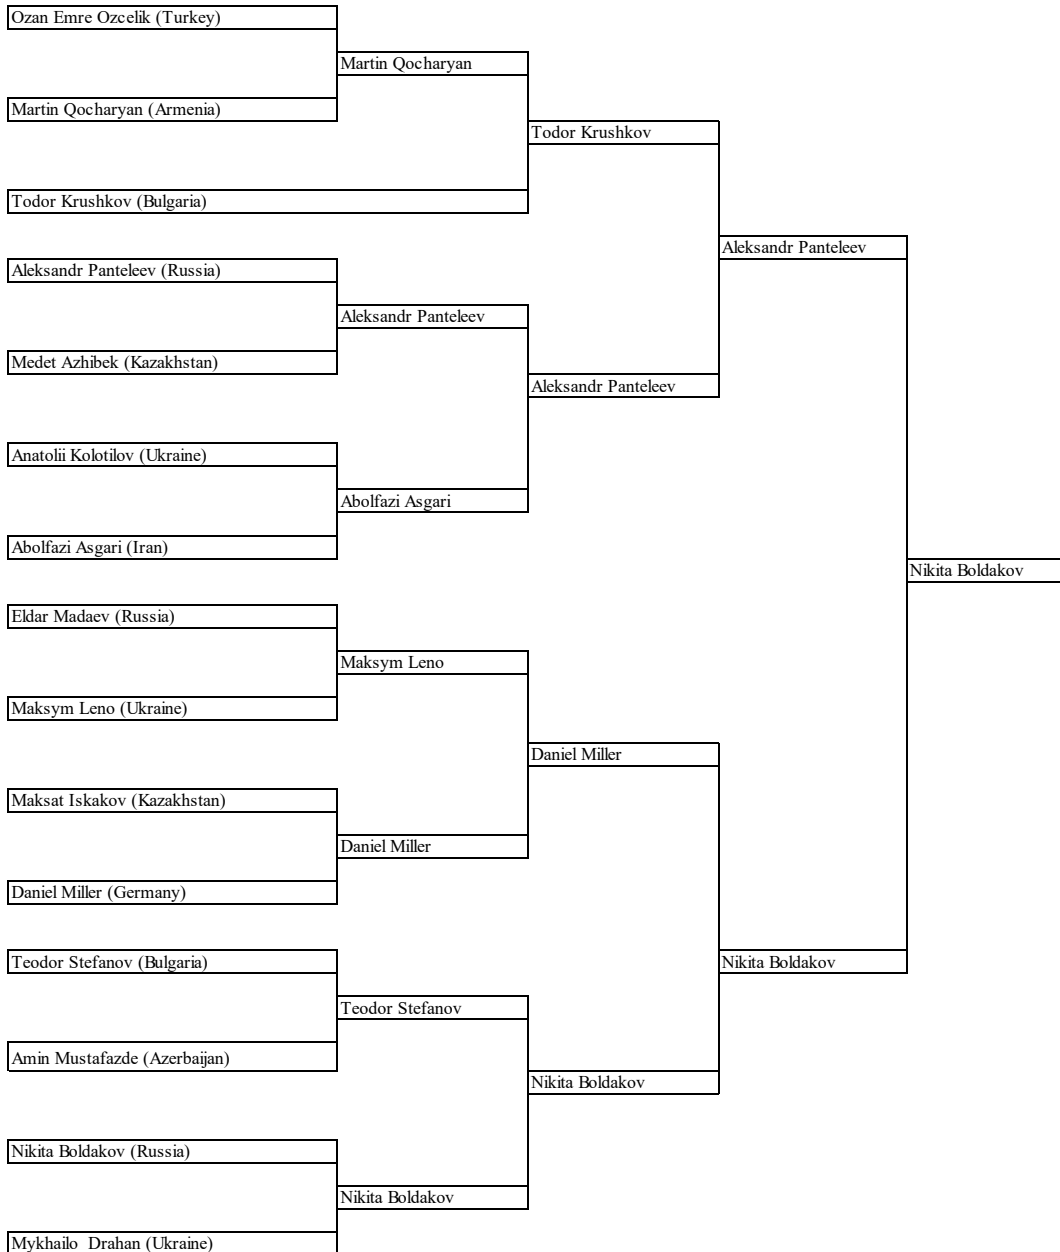 Ozan Emre Ozcelik (Turkey)
Martin Qocharyan
Martin Qocharyan (Armenia)
Todor Krushkov
Todor Krushkov (Bulgaria)
Aleksandr Panteleev
Aleksandr Panteleev (Russia)
Aleksandr Panteleev
Medet Azhibek (Kazakhstan)
Aleksandr Panteleev
Anatolii Kolotilov (Ukraine)
Abolfazi Asgari
Abolfazi Asgari (Iran)
Nikita Boldakov
Eldar Madaev (Russia)
Maksym Leno
Maksym Leno (Ukraine)
Daniel Miller
Maksat Iskakov (Kazakhstan)
Daniel Miller
Daniel Miller (Germany)
Teodor Stefanov (Bulgaria)
Nikita Boldakov
Teodor Stefanov
Amin Mustafazde (Azerbaijan)
Nikita Boldakov
Nikita Boldakov (Russia)
Nikita Boldakov
Mykhailo Drahan (Ukraine)